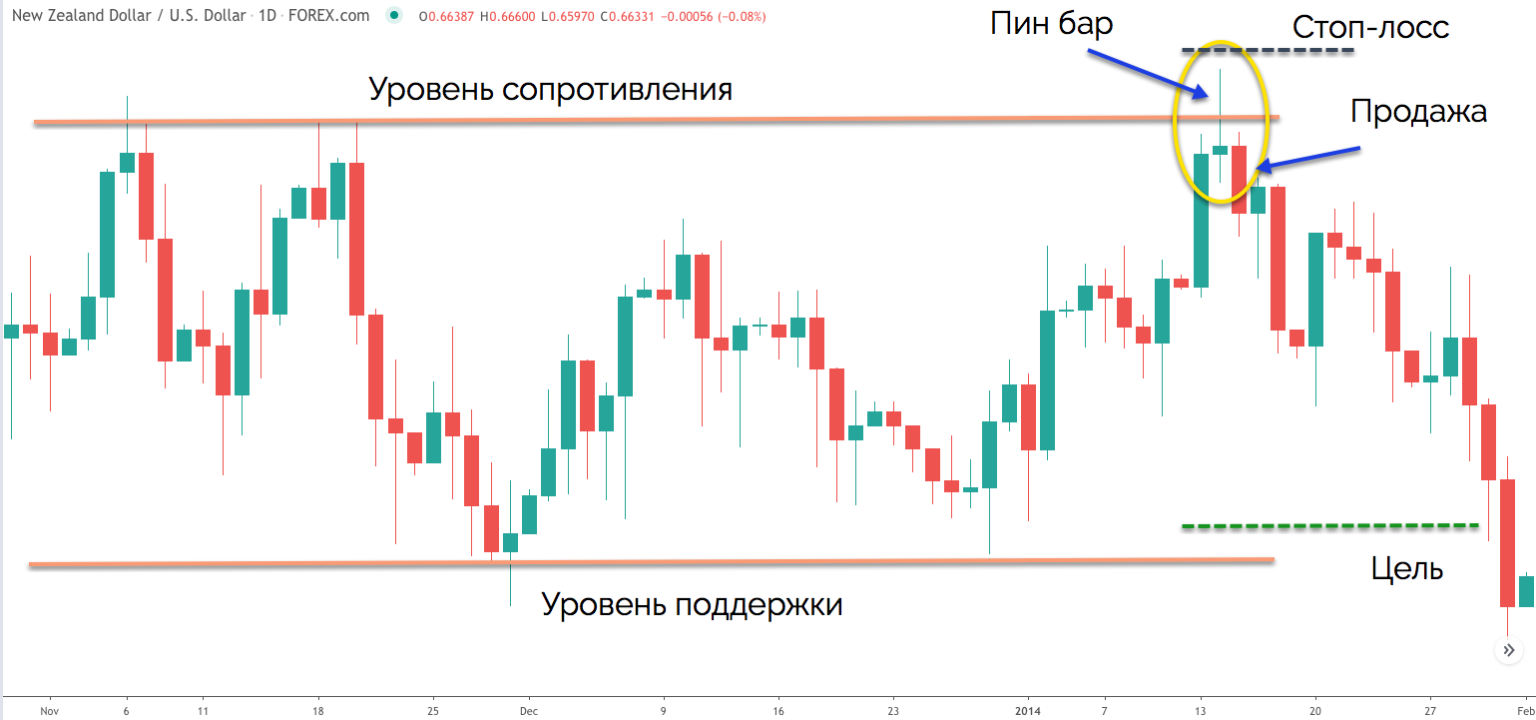 New Zealand Dollar / U.S. Dollar · 1D · FOREX.com O0.66387 H0.66600 L0.65970 C0.66331 −0.00056 (−0.08%)
Пин бар
Стоп-лосс
Уровень сопротивления
Продажа
Цель
Уровень поддержки
Nov 6 11 18 25 Dec 9 16 23 2014 7 13 20 27 Feb